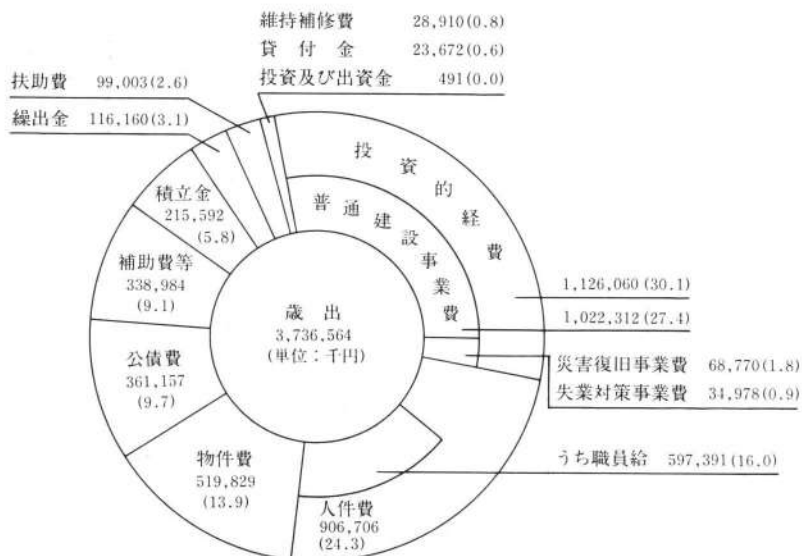 維持補修費 28,910(0.8)
貸付金 23,672(0.6)
投資及び出資金 491(0.0)
扶助費 99,003(2.6)
繰出金 116,160(3.1)
投資的経費
普通建設事業費
積立金
215,592
(5.8)
補助費等
338,984
(9.1)
歳出
3,736,564
(単位：千円)
1,126,060(30.1)
1,022,312(27.4)
災害復旧事業費 68,770(1.8)
失業対策事業費 34,978(0.9)
公債費
361,157
(9.7)
物件費
519,829
(13.9)
うち職員給 597,391(16.0)
人件費
906,706
(24.3)